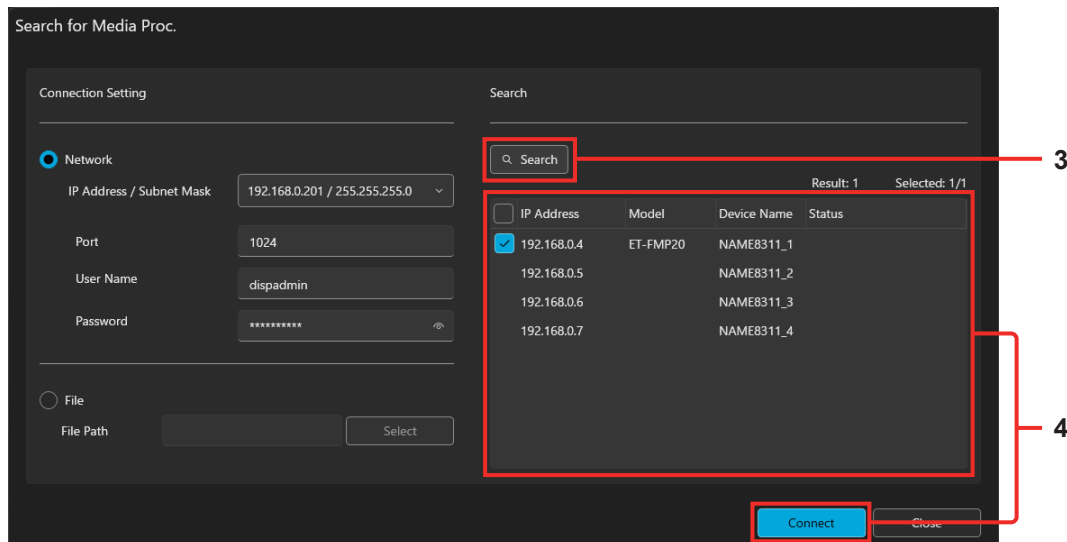 Search for Media Proc.
Connection Setting
Network
IP Address / Subnet Mask 192.168.0.201 / 255.255.255.0
Port 1024
User Name dispadmin
Password **********
File
File Path Select
Search
Search 3
Result: 1 Selected: 1/1
IP Address Model Device Name Status
192.168.0.4 ET-FMP20 NAME8311_1
192.168.0.5 NAME8311_2
192.168.0.6 NAME8311_3
192.168.0.7 NAME8311_4
4
Connect Close